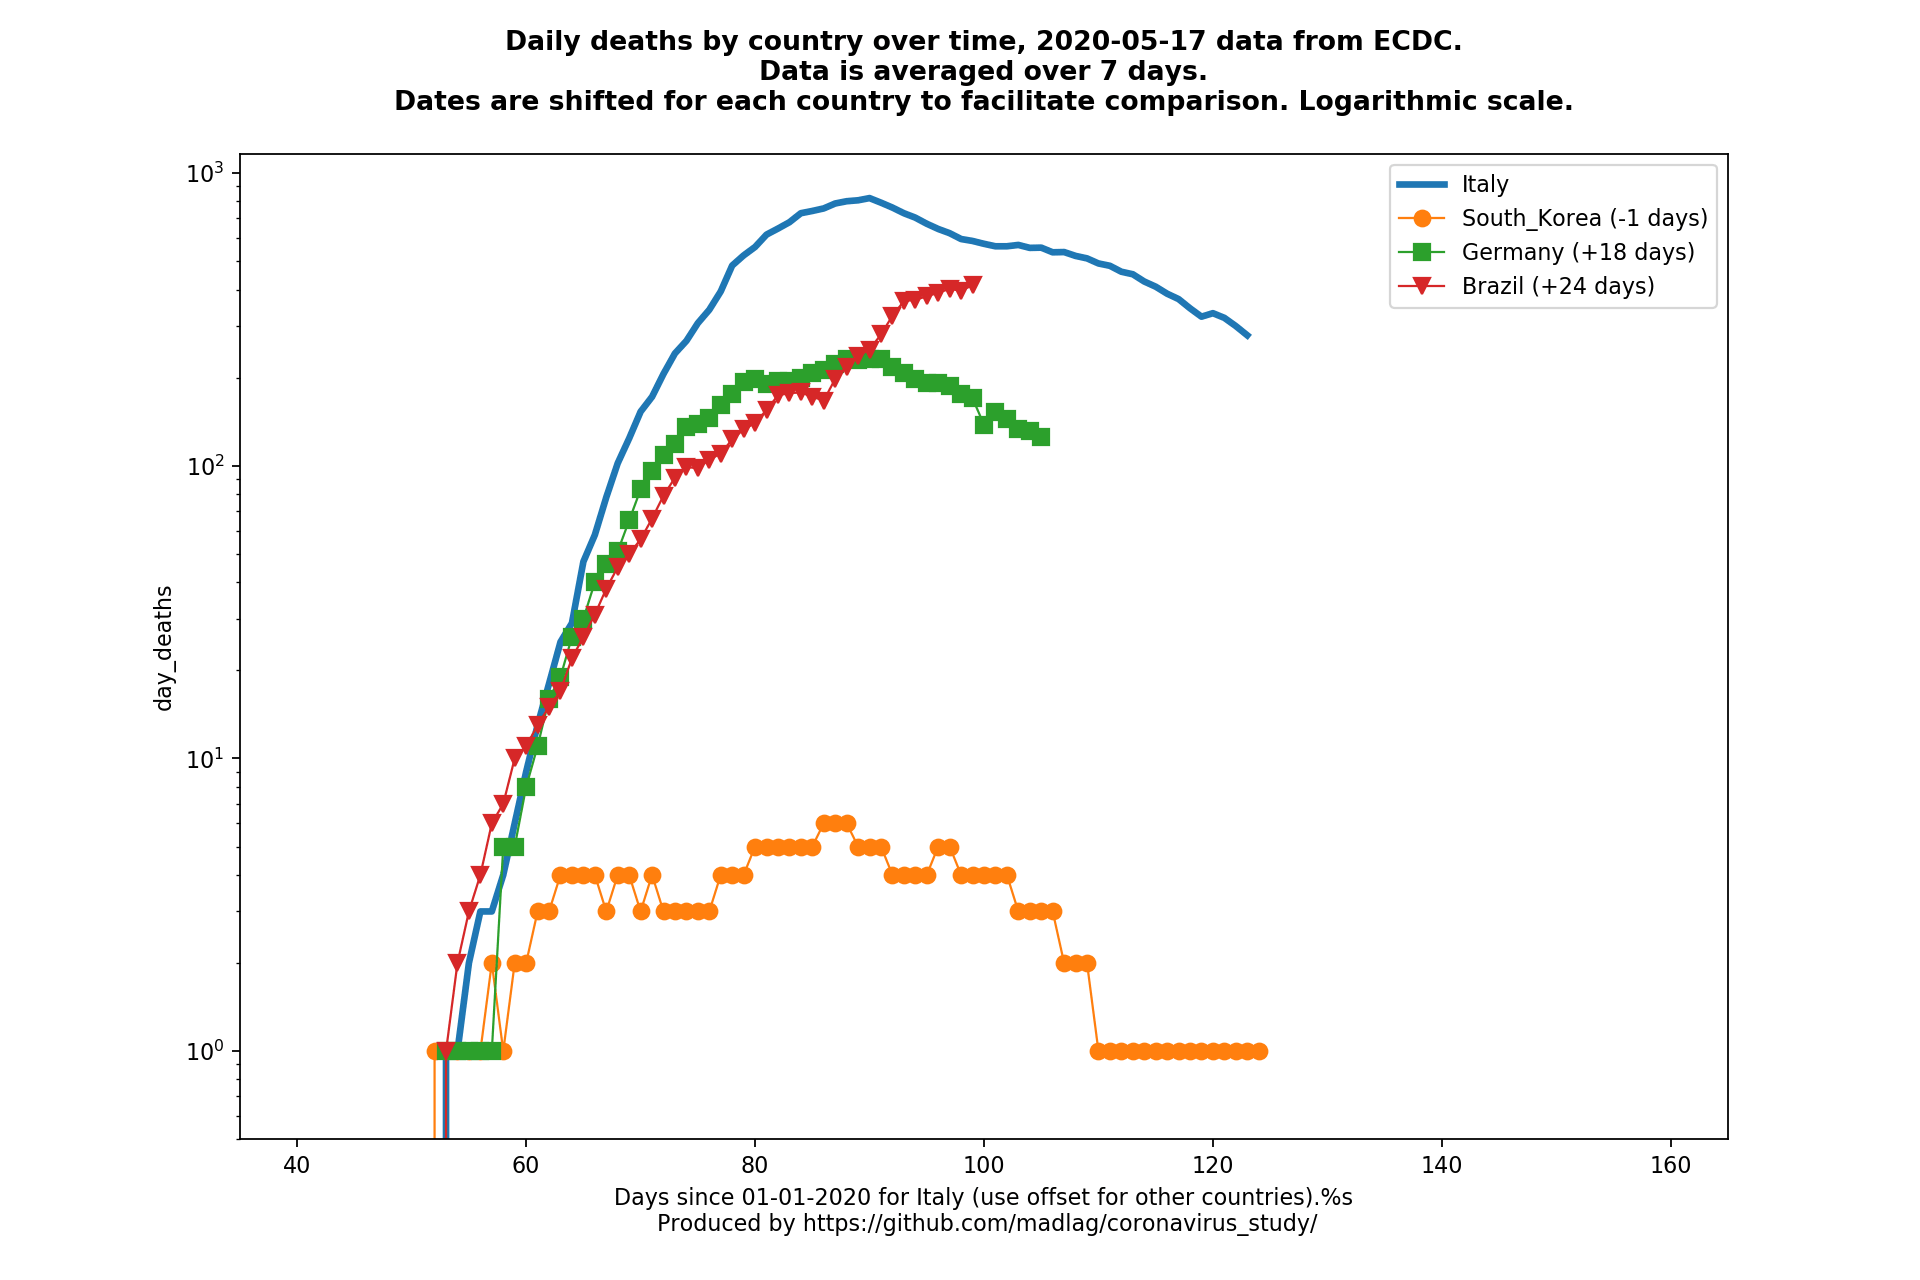 Daily deaths by country over time, 2020-05-17 data from ECDC.
Data is averaged over 7 days.
Dates are shifted for each country to facilitate comparison. Logarithmic scale.
10³
10²
10¹
10⁰
day_deaths
Italy
South_Korea (-1 days)
Germany (+18 days)
Brazil (+24 days)
40 60 80 100 120 140 160
Days since 01-01-2020 for Italy (use offset for other countries).%s
Produced by https://github.com/madlag/coronavirus_study/